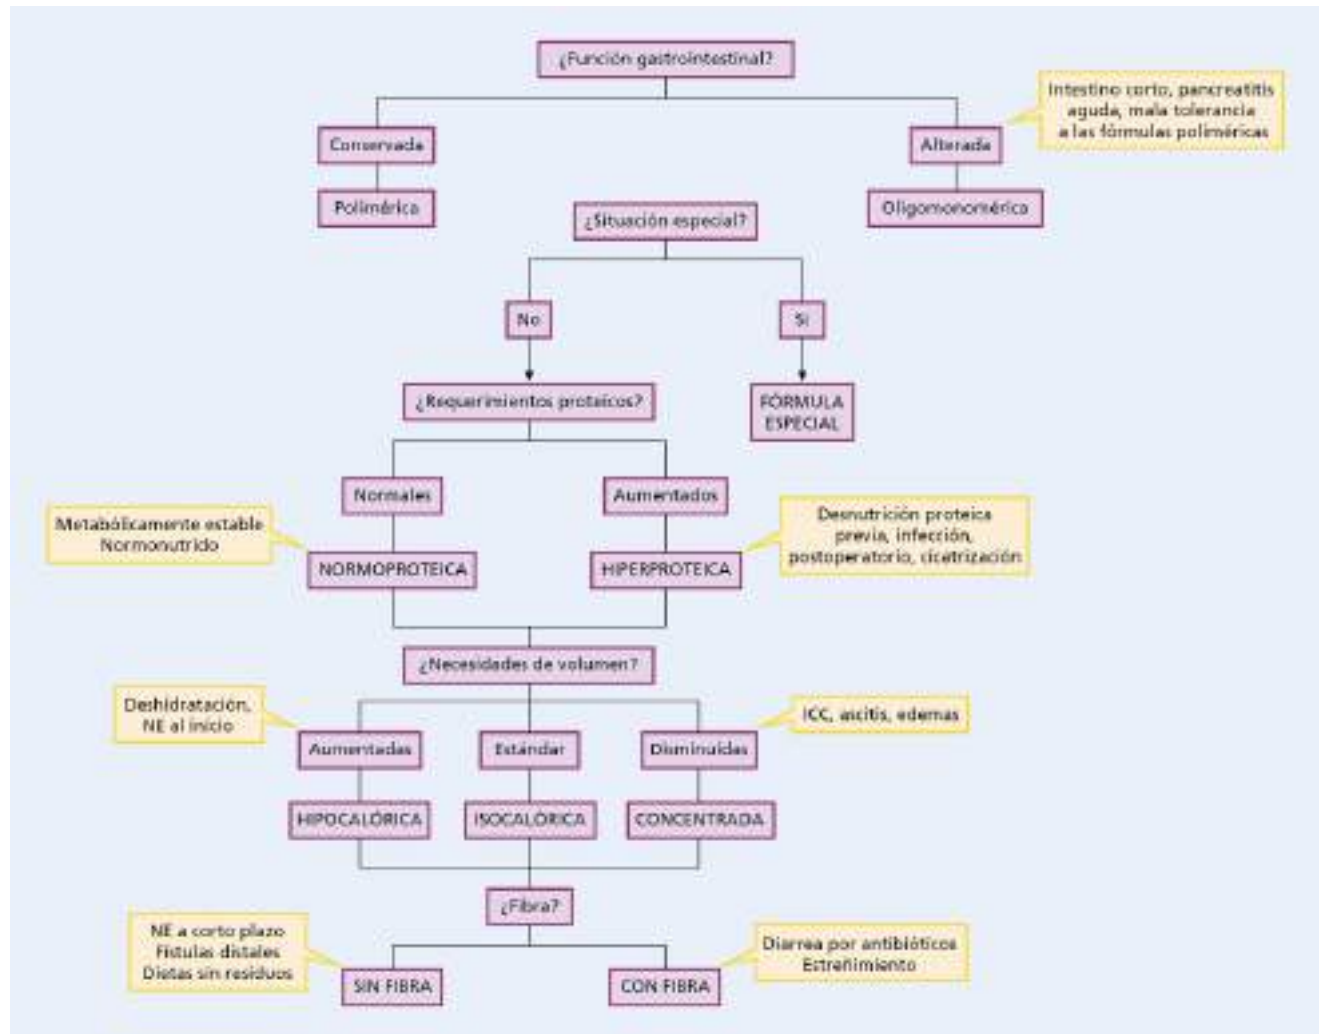 ¿Función gastrointestinal?
Intestino corto, pancreatitis
aguda, mala tolerancia
a las fórmulas poliméricas
Conservada
Alterada
Polimérica
Oligomonomérica
¿Situación especial?
No
Sí
¿Requerimientos proteicos?
FÓRMULA
ESPECIAL
Normales
Aumentados
Metabólicamente estable
Normonutrido
Desnutrición proteica
previa, infección,
postoperatorio, cicatrización
NORMOPROTEICA
HIPERPROTEICA
¿Necesidades de volumen?
Deshidratación,
NE al inicio
ICC, ascitis, edemas
Aumentadas
Estándar
Disminuidas
HIPOCALÓRICA
ISOCALÓRICA
CONCENTRADA
¿Fibra?
NE a corto plazo
Fístulas distales
Dietas sin residuos
Diarrea por antibióticos
Estreñimiento
SIN FIBRA
CON FIBRA